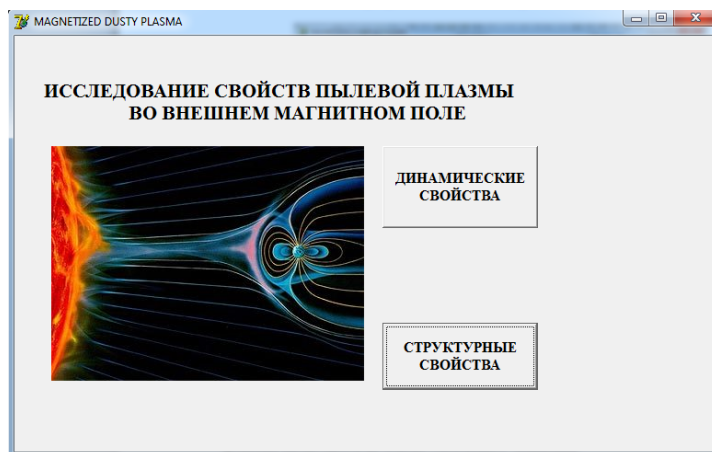 MAGNETIZED DUSTY PLASMA
ИССЛЕДОВАНИЕ СВОЙСТВ ПЫЛЕВОЙ ПЛАЗМЫ
ВО ВНЕШНЕМ МАГНИТНОМ ПОЛЕ
ДИНАМИЧЕСКИЕ
СВОЙСТВА
СТРУКТУРНЫЕ
СВОЙСТВА